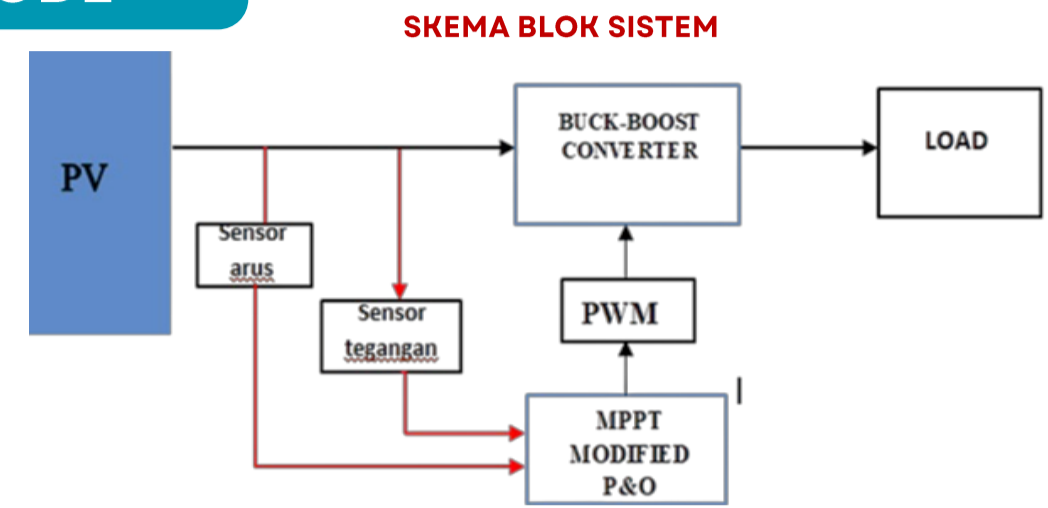 SKEMA BLOK SISTEM
PV
BUCK-BOOST
CONVERTER
LOAD
Sensor
arus
Sensor
tegangan
PWM
MPPT
MODIFIED
P&O